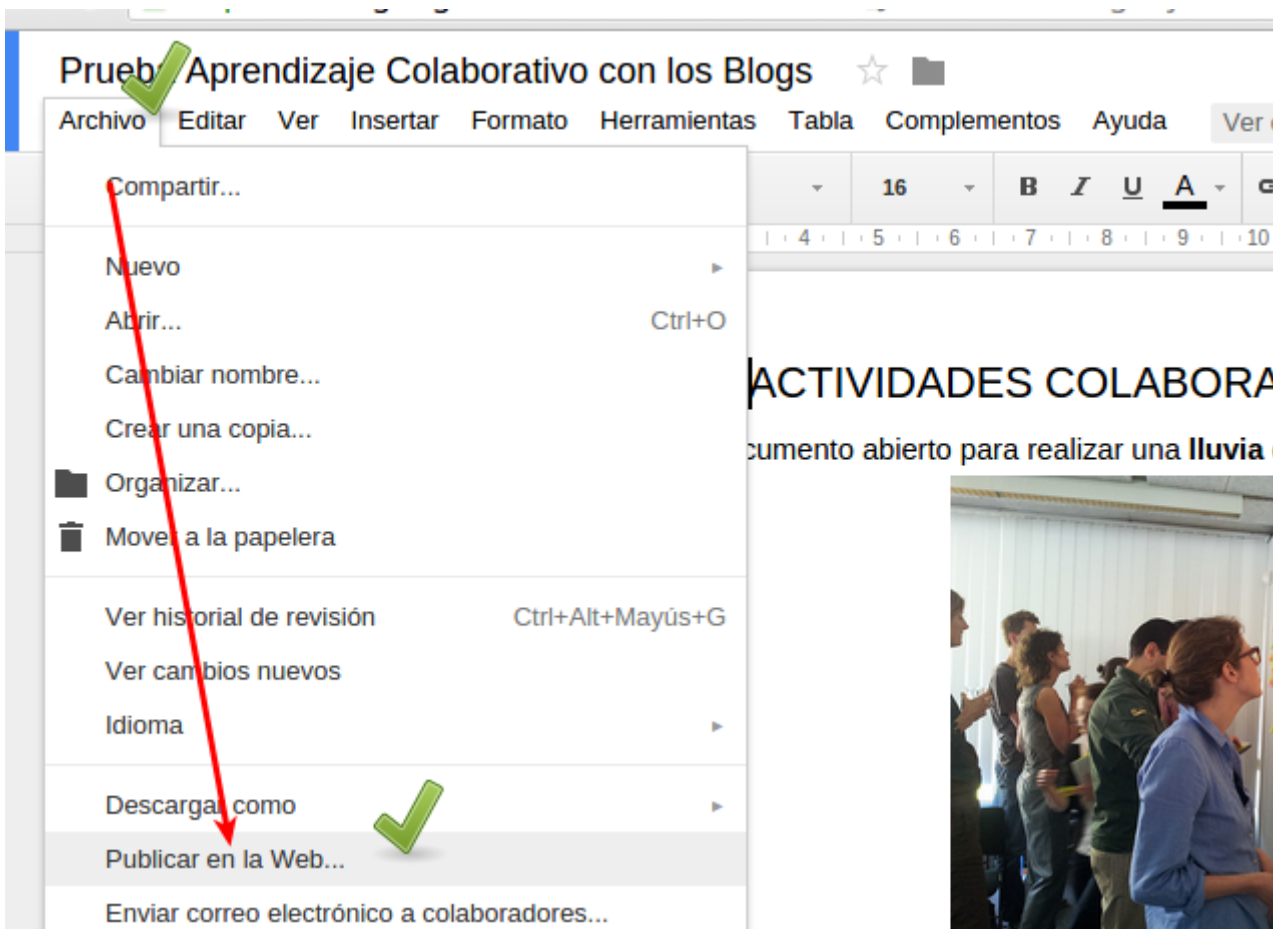 Prueba Aprendizaje Colaborativo con los Blogs
Archivo Editar Ver Insertar Formato Herramientas Tabla Complementos Ayuda Ver
Compartir...
16 B I U A
4 5 6 7 8 9 10
Nuevo
Abrir... Ctrl+O
Cambiar nombre...
ACTIVIDADES COLABORA
Crear una copia...
cumento abierto para realizar una lluvia
Organizar...
Mover a la papelera
Ver historial de revisión Ctrl+Alt+Mayús+G
Ver cambios nuevos
Idioma
Descargar como
Publicar en la Web...
Enviar correo electrónico a colaboradores...